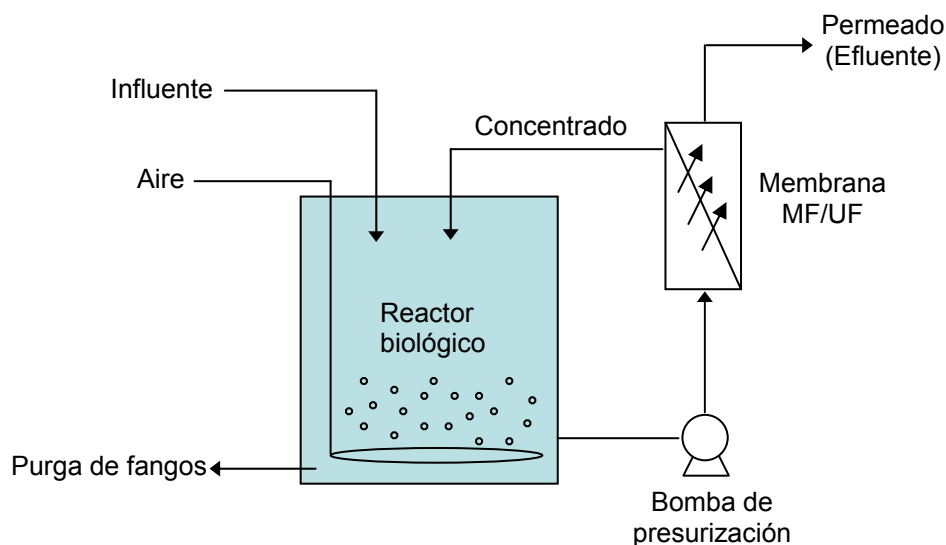 Permeado
(Efluente)
Influente
Concentrado
Aire
Membrana
MF/UF
Reactor
biológico
Purga de fangos
Bomba de
presurización